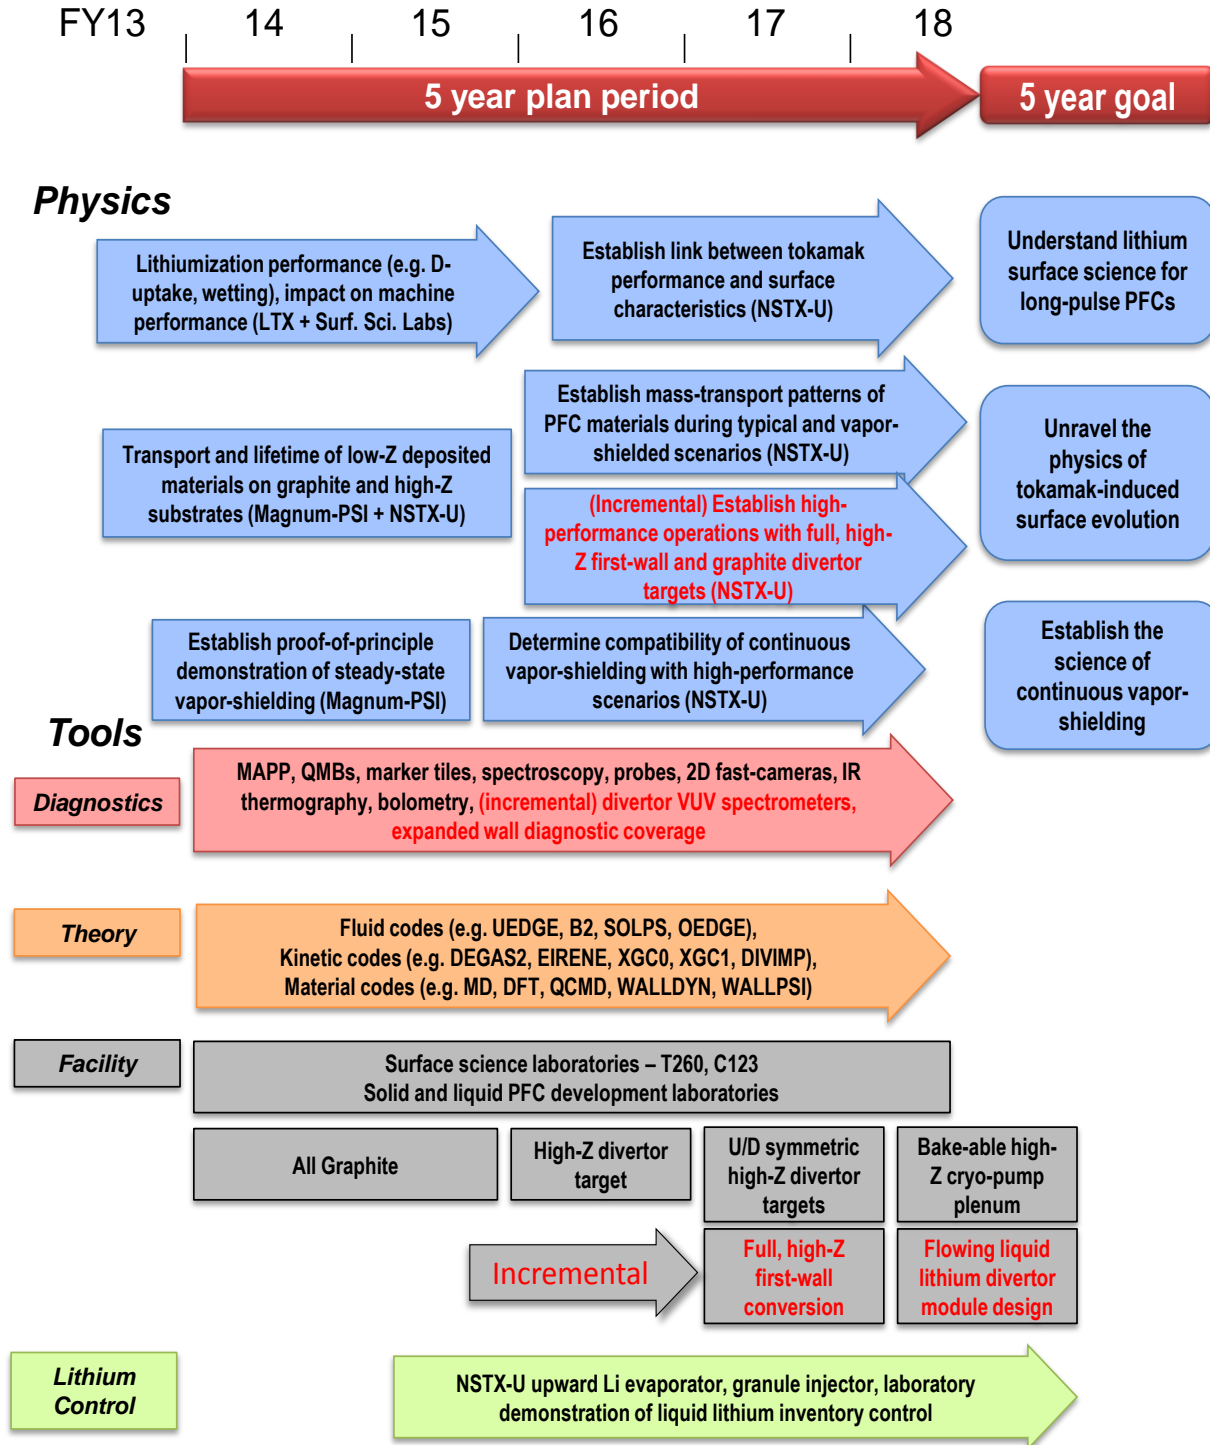 FY13 14 15 16 17 18
5 year plan period
5 year goal
Physics
Lithiumization performance (e.g. D-
uptake, wetting), impact on machine
performance (LTX + Surf. Sci. Labs)
Establish link between tokamak
performance and surface
characteristics (NSTX-U)
Understand lithium
surface science for
long-pulse PFCs
Transport and lifetime of low-Z deposited
materials on graphite and high-Z
substrates (Magnum-PSI + NSTX-U)
Establish mass-transport patterns of
PFC materials during typical and vapor-
shielded scenarios (NSTX-U)
(Incremental) Establish high-
performance operations with full, high-
Z first-wall and graphite divertor
targets (NSTX-U)
Unravel the
physics of
tokamak-induced
surface evolution
Establish proof-of-principle
demonstration of steady-state
vapor-shielding (Magnum-PSI)
Determine compatibility of continuous
vapor-shielding with high-performance
scenarios (NSTX-U)
Establish the
science of
continuous vapor-
shielding
Tools
Diagnostics
MAPP, QMBs, marker tiles, spectroscopy, probes, 2D fast-cameras, IR
thermography, bolometry, (incremental) divertor VUV spectrometers,
expanded wall diagnostic coverage
Theory
Fluid codes (e.g. UEDGE, B2, SOLPS, OEDGE),
Kinetic codes (e.g. DEGAS2, EIRENE, XGC0, XGC1, DIVIMP),
Material codes (e.g. MD, DFT, QCMD, WALLDYN, WALLPSI)
Facility
Surface science laboratories – T260, C123
Solid and liquid PFC development laboratories
All Graphite
High-Z divertor
target
U/D symmetric
high-Z divertor
targets
Bake-able high-
Z cryo-pump
plenum
Incremental
Full, high-Z
first-wall
conversion
Flowing liquid
lithium divertor
module design
Lithium
Control
NSTX-U upward Li evaporator, granule injector, laboratory
demonstration of liquid lithium inventory control